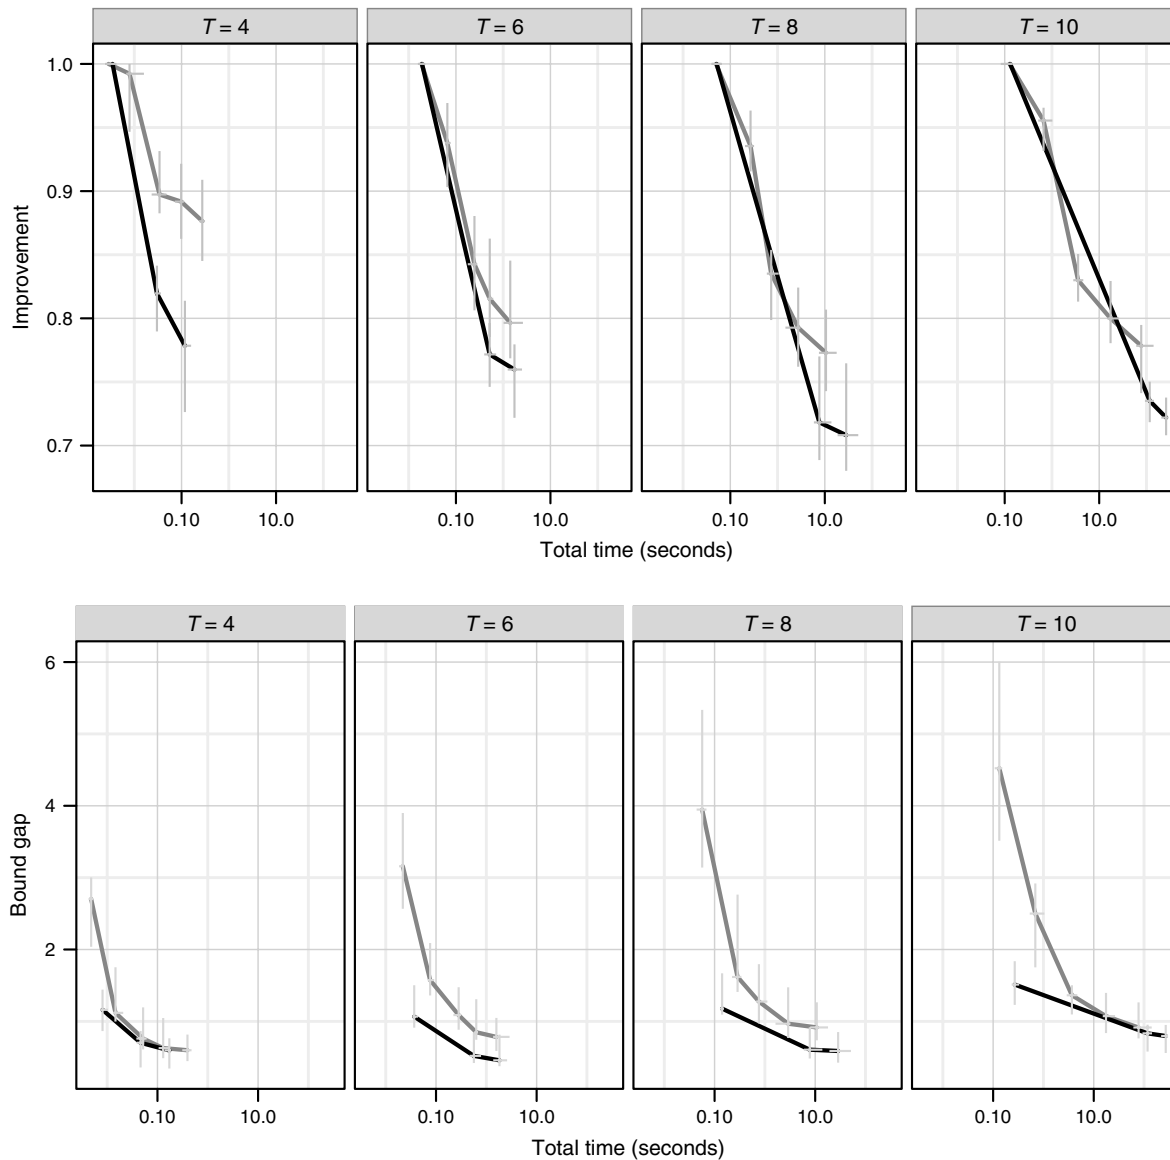 T = 4 T = 6 T = 8 T = 10
1.0
0.9
0.8
0.7
Improvement
0.10 10.0 0.10 10.0 0.10 10.0 0.10 10.0
Total time (seconds)
T = 4 T = 6 T = 8 T = 10
6
4
2
Bound gap
0.10 10.0 0.10 10.0 0.10 10.0 0.10 10.0
Total time (seconds)